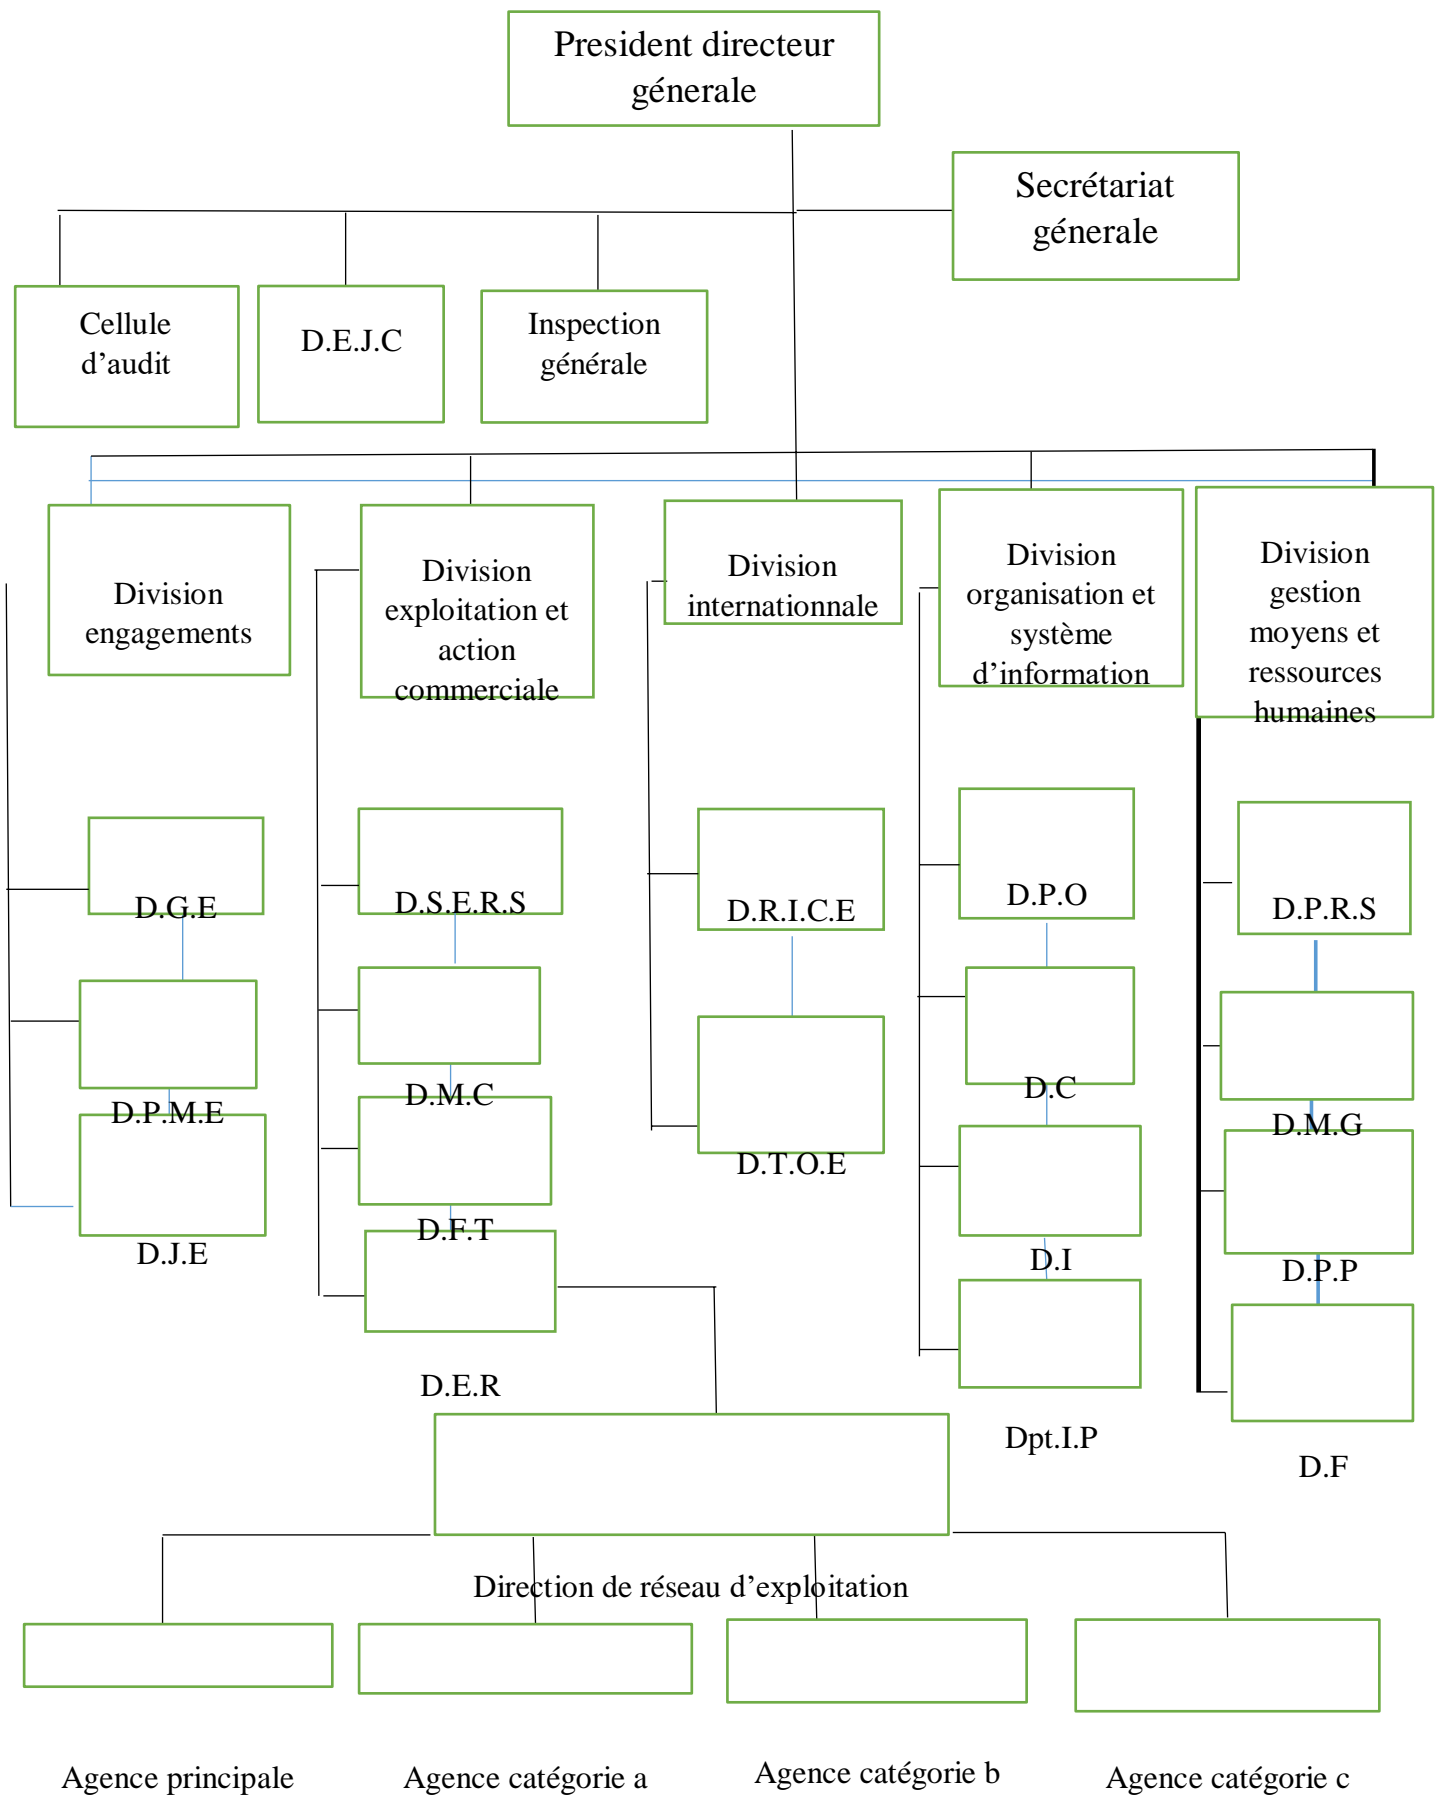 President directeur
génerale
Secrétariat
génerale
Cellule
d’audit
D.E.J.C
Inspection
générale
Division
engagements
Division
exploitation et
action
commerciale
Division
internationnale
Division
organisation et
système
d’information
Division
gestion
moyens et
ressources
humaines
D.G.E
D.S.E.R.S
D.R.I.C.E
D.P.O
D.P.R.S
D.P.M.E
D.M.C
D.T.O.E
D.C
D.M.G
D.J.E
D.F.T
D.I
D.P.P
D.E.R
Dpt.I.P
D.F
Direction de réseau d’exploitation
Agence principale
Agence catégorie a
Agence catégorie b
Agence catégorie c